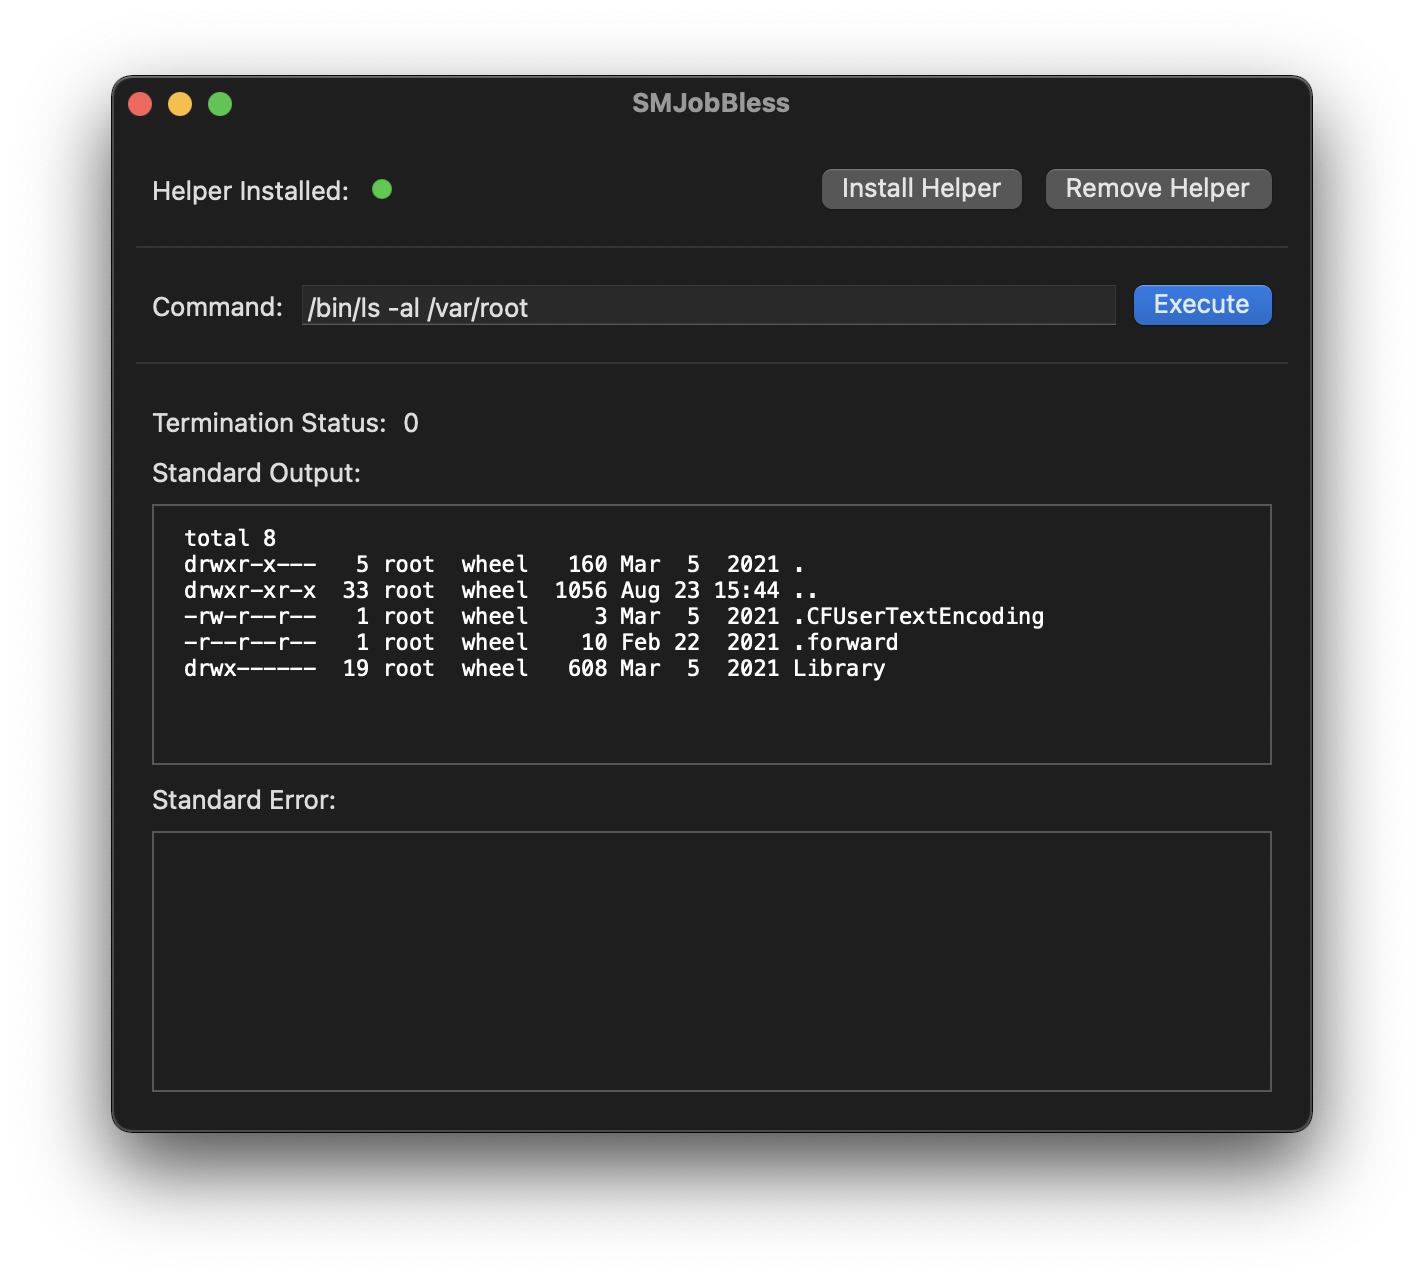 SMJobBless
Helper Installed: Install Helper Remove Helper
Command: /bin/ls -al /var/root Execute
Termination Status: 0
Standard Output:
total 8
drwxr-x---   5 root  wheel   160 Mar  5  2021 .
drwxr-xr-x  33 root  wheel  1056 Aug 23 15:44 ..
-rw-r--r--   1 root  wheel     3 Mar  5  2021 .CFUserTextEncoding
-r--r--r--   1 root  wheel    10 Feb 22  2021 .forward
drwx------  19 root  wheel   608 Mar  5  2021 Library
Standard Error: